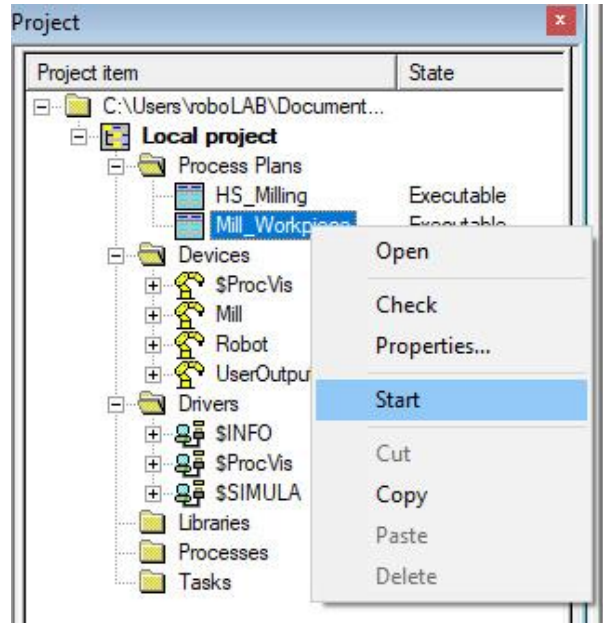 Project
x
Project item State
C:\Users\roboLAB\Document...
Local project
Process Plans
HS_Milling Executable
Devices
$ProcVis
Mill
Robot
UserOutpu
Drivers
$INFO
$ProcVis
$SIMULA
Libraries
Processes
Tasks
Open
Check
Properties...
Start
Cut
Copy
Paste
Delete